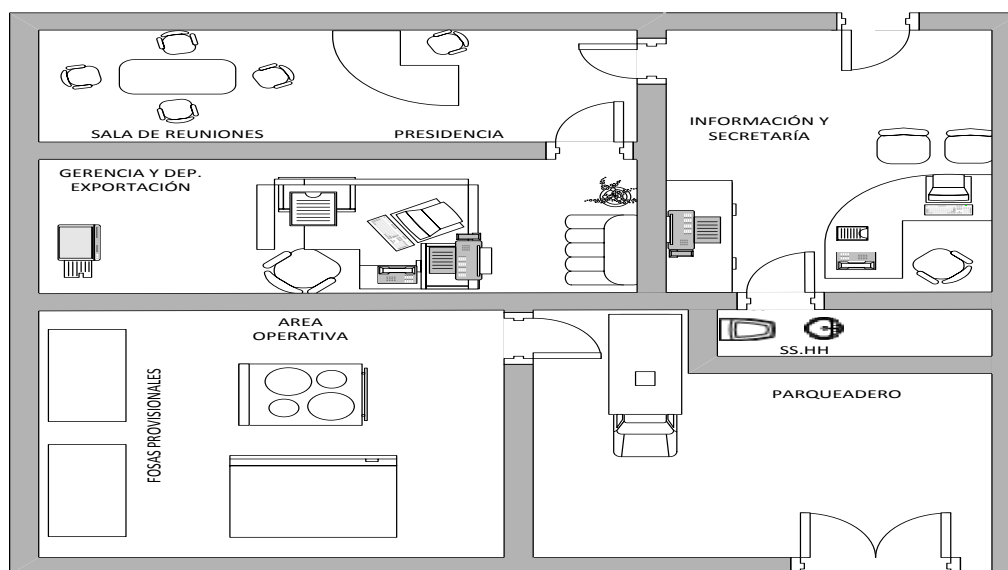 SALA DE REUNIONES
PRESIDENCIA
INFORMACIÓN Y
SECRETARÍA
GERENCIA Y DEP.
EXPORTACIÓN
AREA
OPERATIVA
SS.HH
FOSAS PROVISIONALES
PARQUEADERO